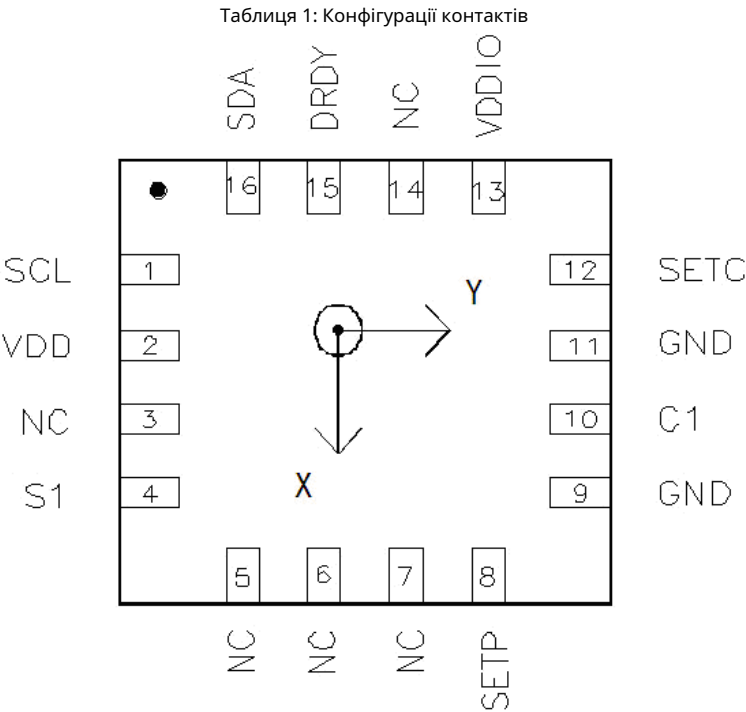 Таблиця 1: Конфігурації контактів
SDA
DRDY
NC
VDDIO
16
15
14
13
SCL
1
12
SETC
Y
VDD
2
11
GND
NC
3
10
C1
X
S1
4
9
GND
5
6
7
8
NC
NC
NC
SETP